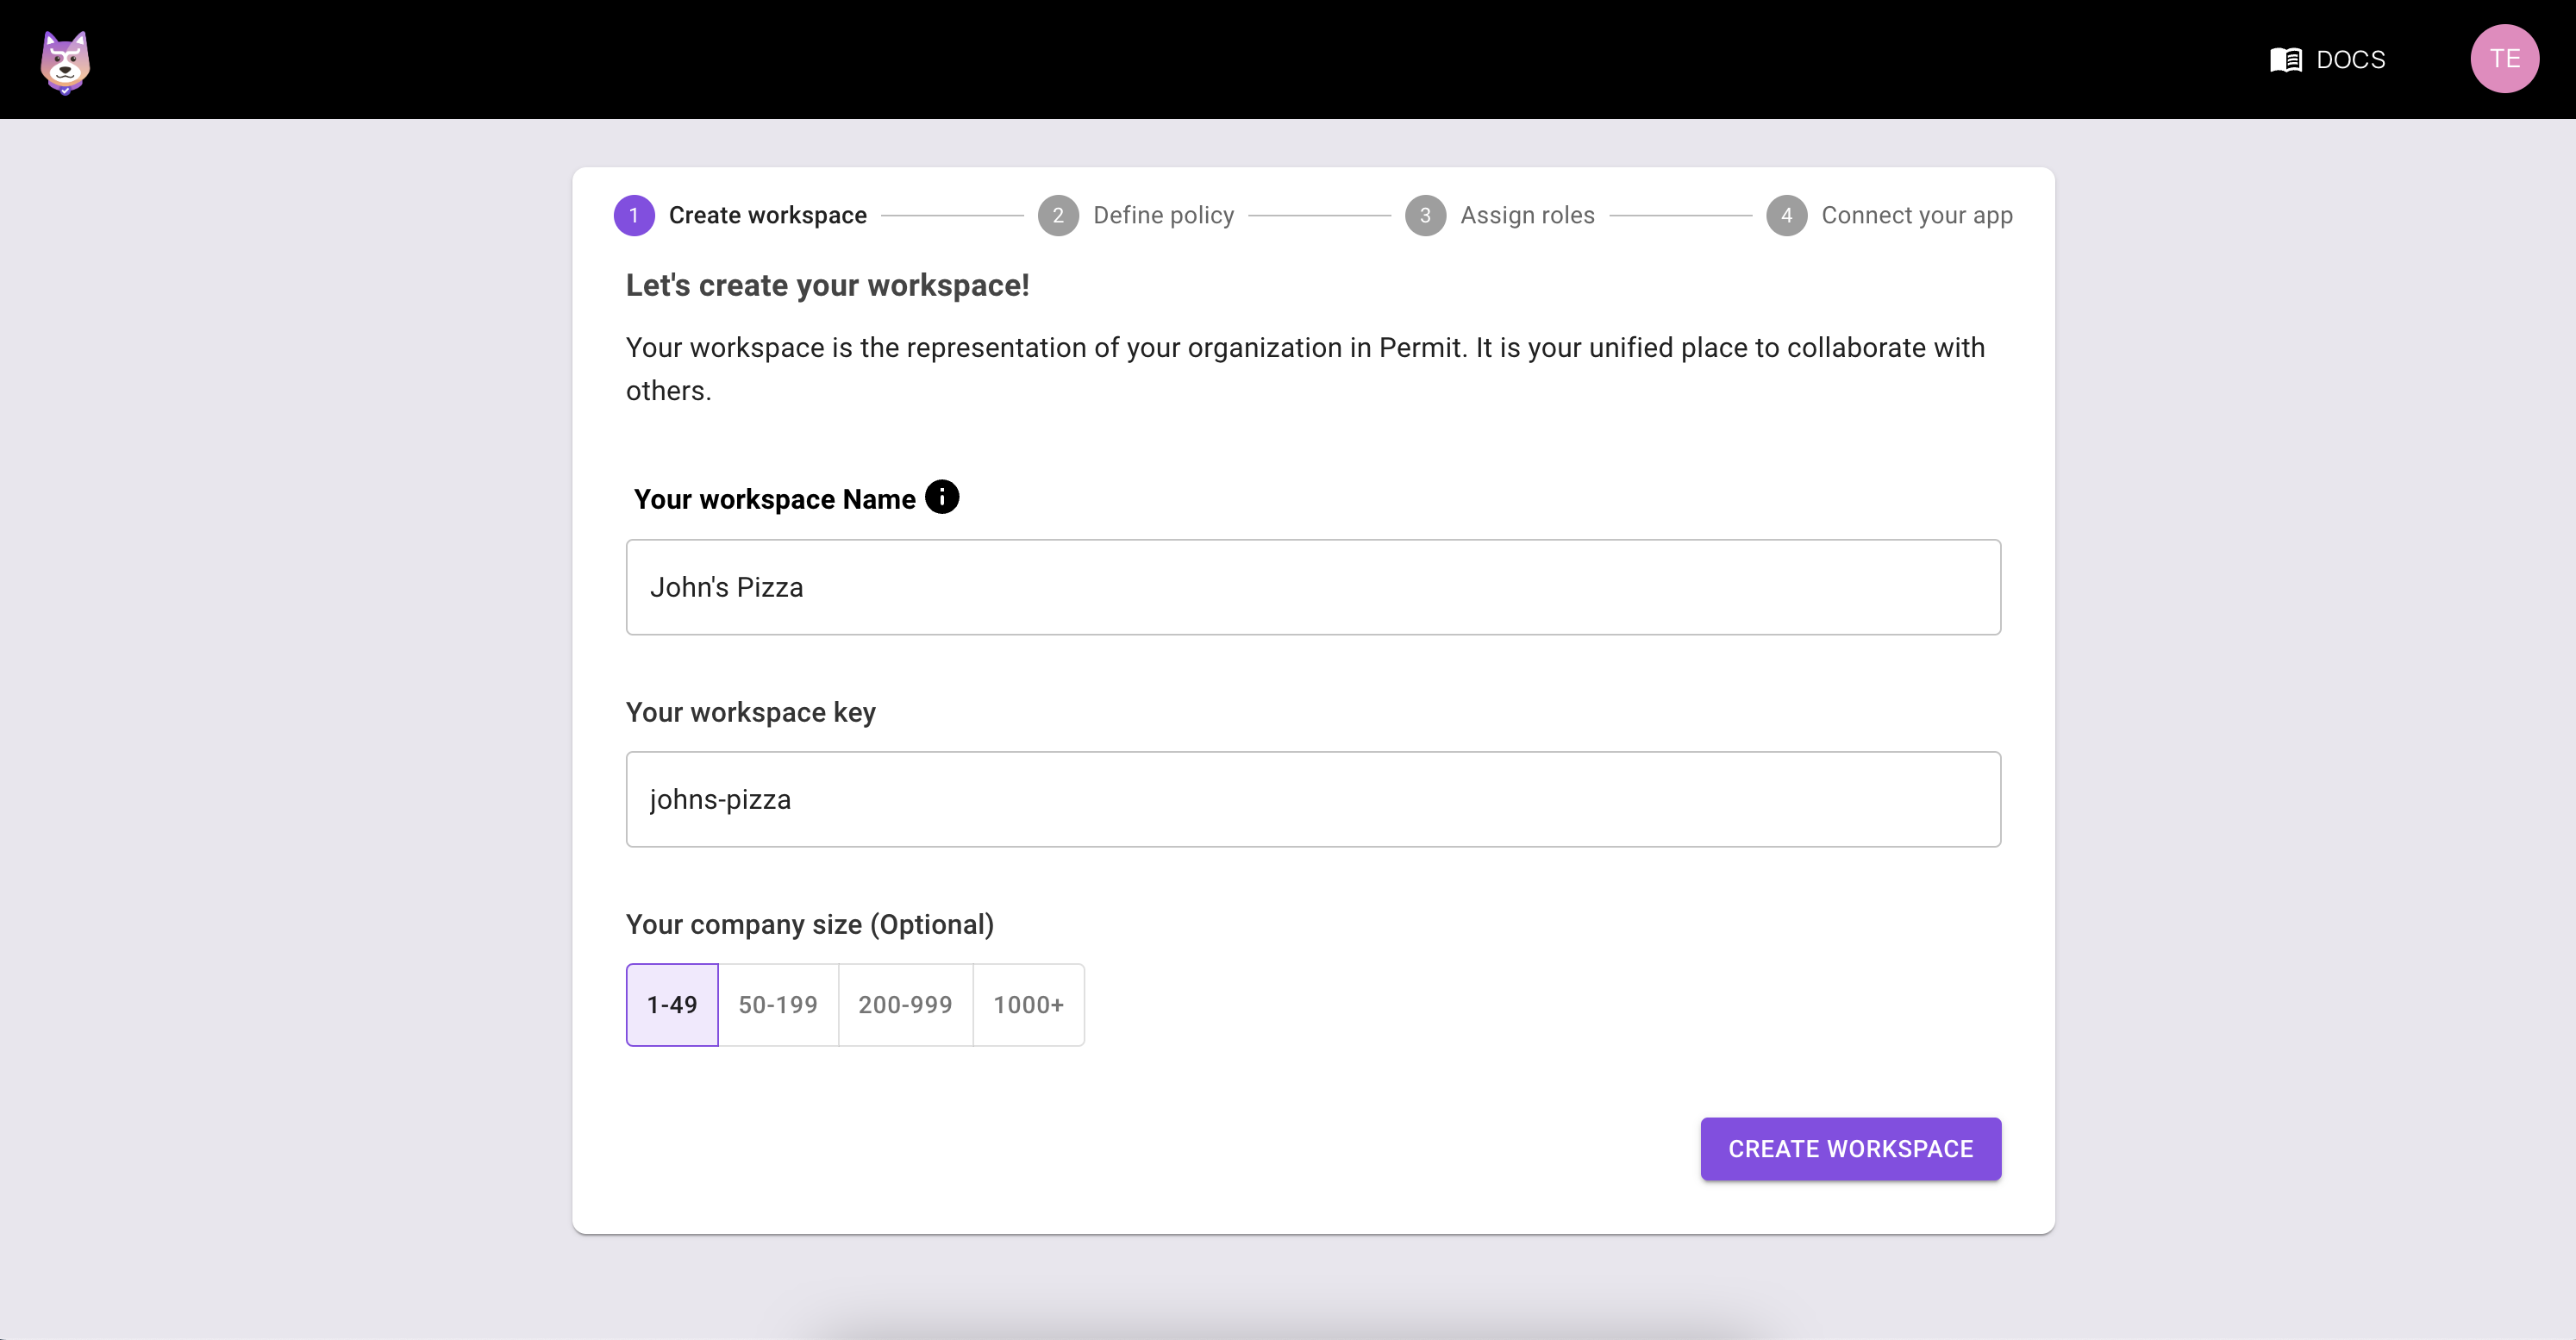 DOCS
TE
1 Create workspace 2 Define policy 3 Assign roles 4 Connect your app
Let's create your workspace!
Your workspace is the representation of your organization in Permit. It is your unified place to collaborate with
others.
Your workspace Name
John's Pizza
Your workspace key
johns-pizza
Your company size (Optional)
1-49 50-199 200-999 1000+
CREATE WORKSPACE